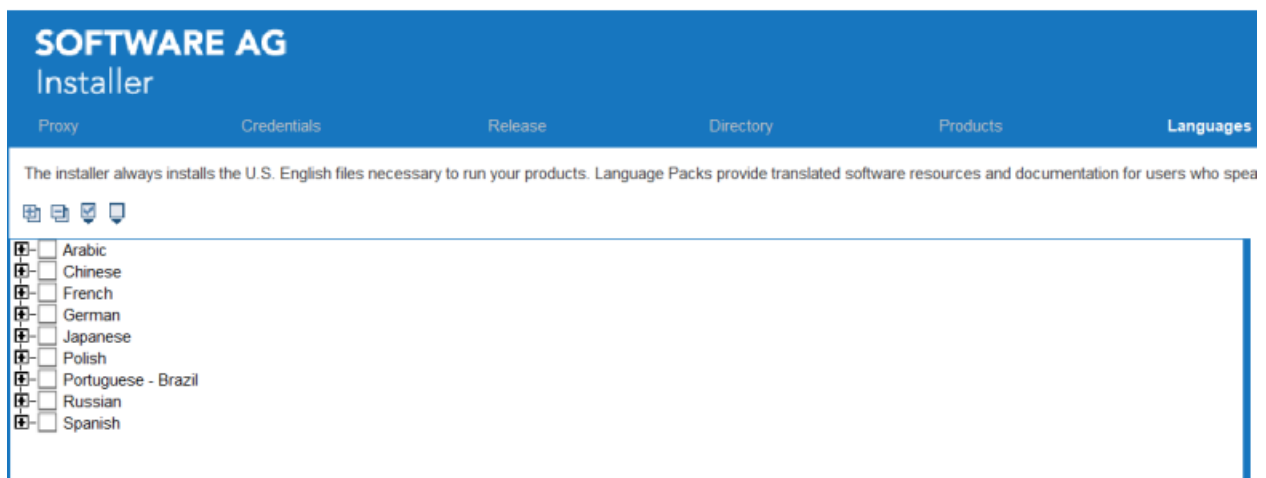 SOFTWARE AG
Installer
Proxy Credentials Release Directory Products Languages
The installer always installs the U.S. English files necessary to run your products. Language Packs provide translated software resources and documentation for users who spea
Arabic
Chinese
French
German
Japanese
Polish
Portuguese - Brazil
Russian
Spanish